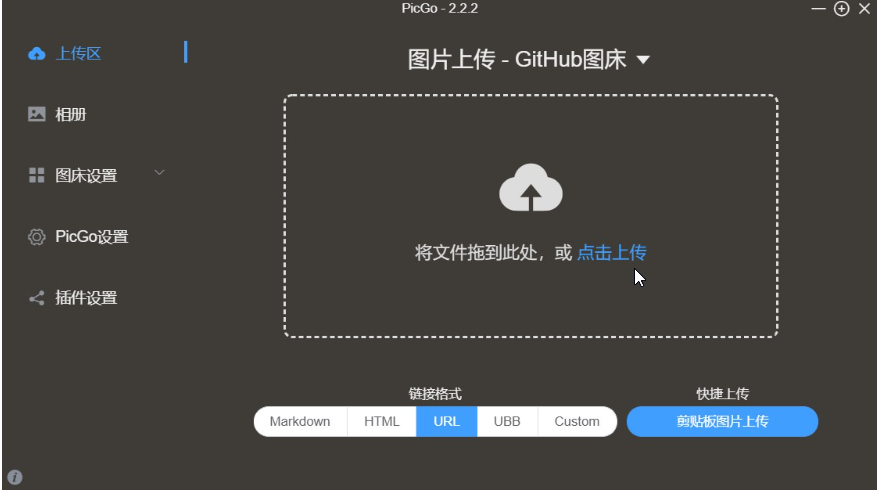 PicGo - 2.2.2
上传区
相册
图床设置
PicGo设置
插件设置
图片上传 - GitHub图床
将文件拖到此处，或 点击上传
链接格式
Markdown HTML URL UBB Custom
快捷上传
剪贴板图片上传